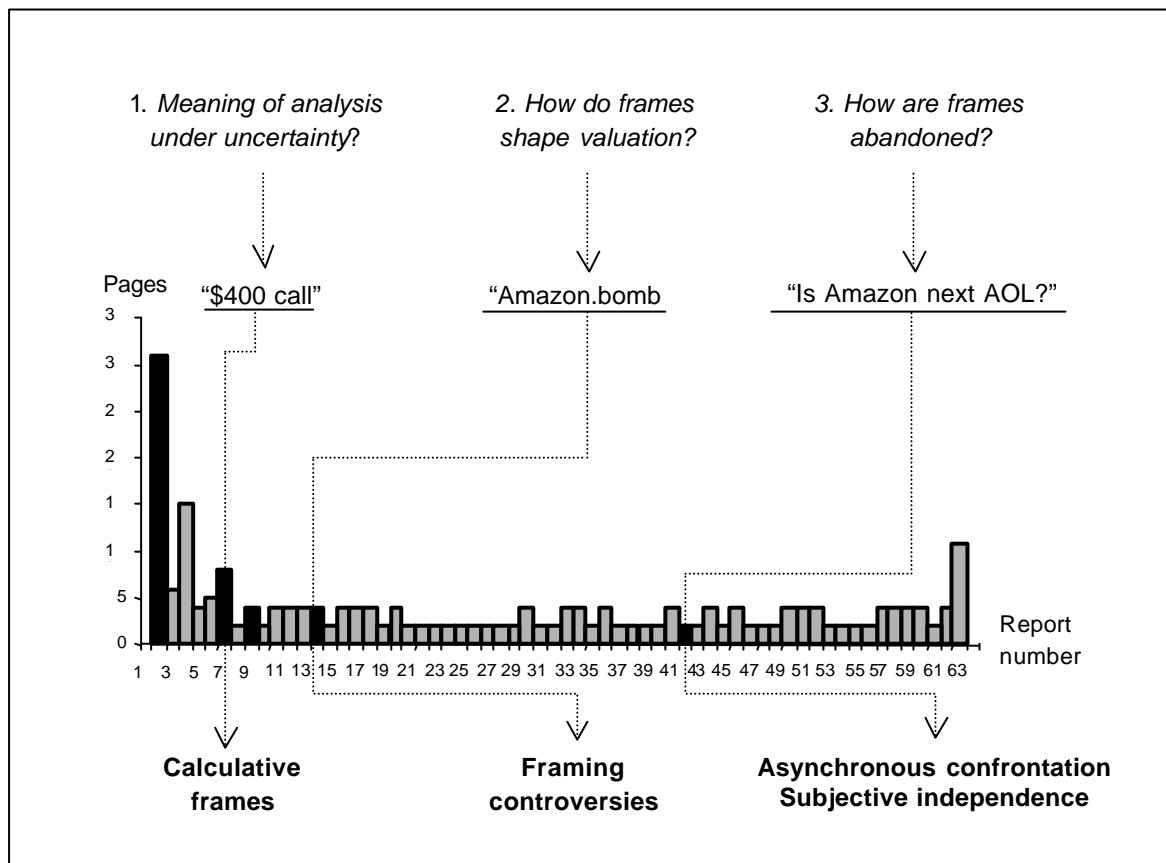 1. Meaning of analysis
under uncertainty?
2. How do frames
shape valuation?
3. How are frames
abandoned?
Pages
“$400 call”
“Amazon.bomb
“Is Amazon next AOL?”
3
3
2
2
1
1
5
0
1 3 5 7 9 11 13 15 17 19 21 23 25 27 29 31 33 35 37 39 41 43 45 47 49 51 53 55 57 59 61 63
Report
number
Calculative
frames
Framing
controversies
Asynchronous confrontation
Subjective independence